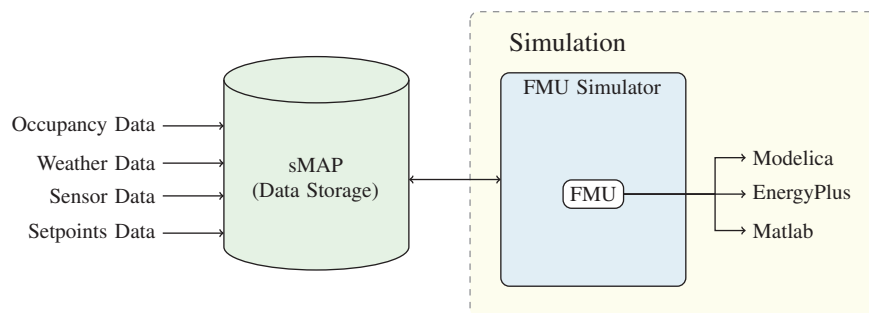 Simulation
FMU Simulator
Occupancy Data
Weather Data
Sensor Data
Setpoints Data
sMAP
(Data Storage)
FMU
Modelica
EnergyPlus
Matlab